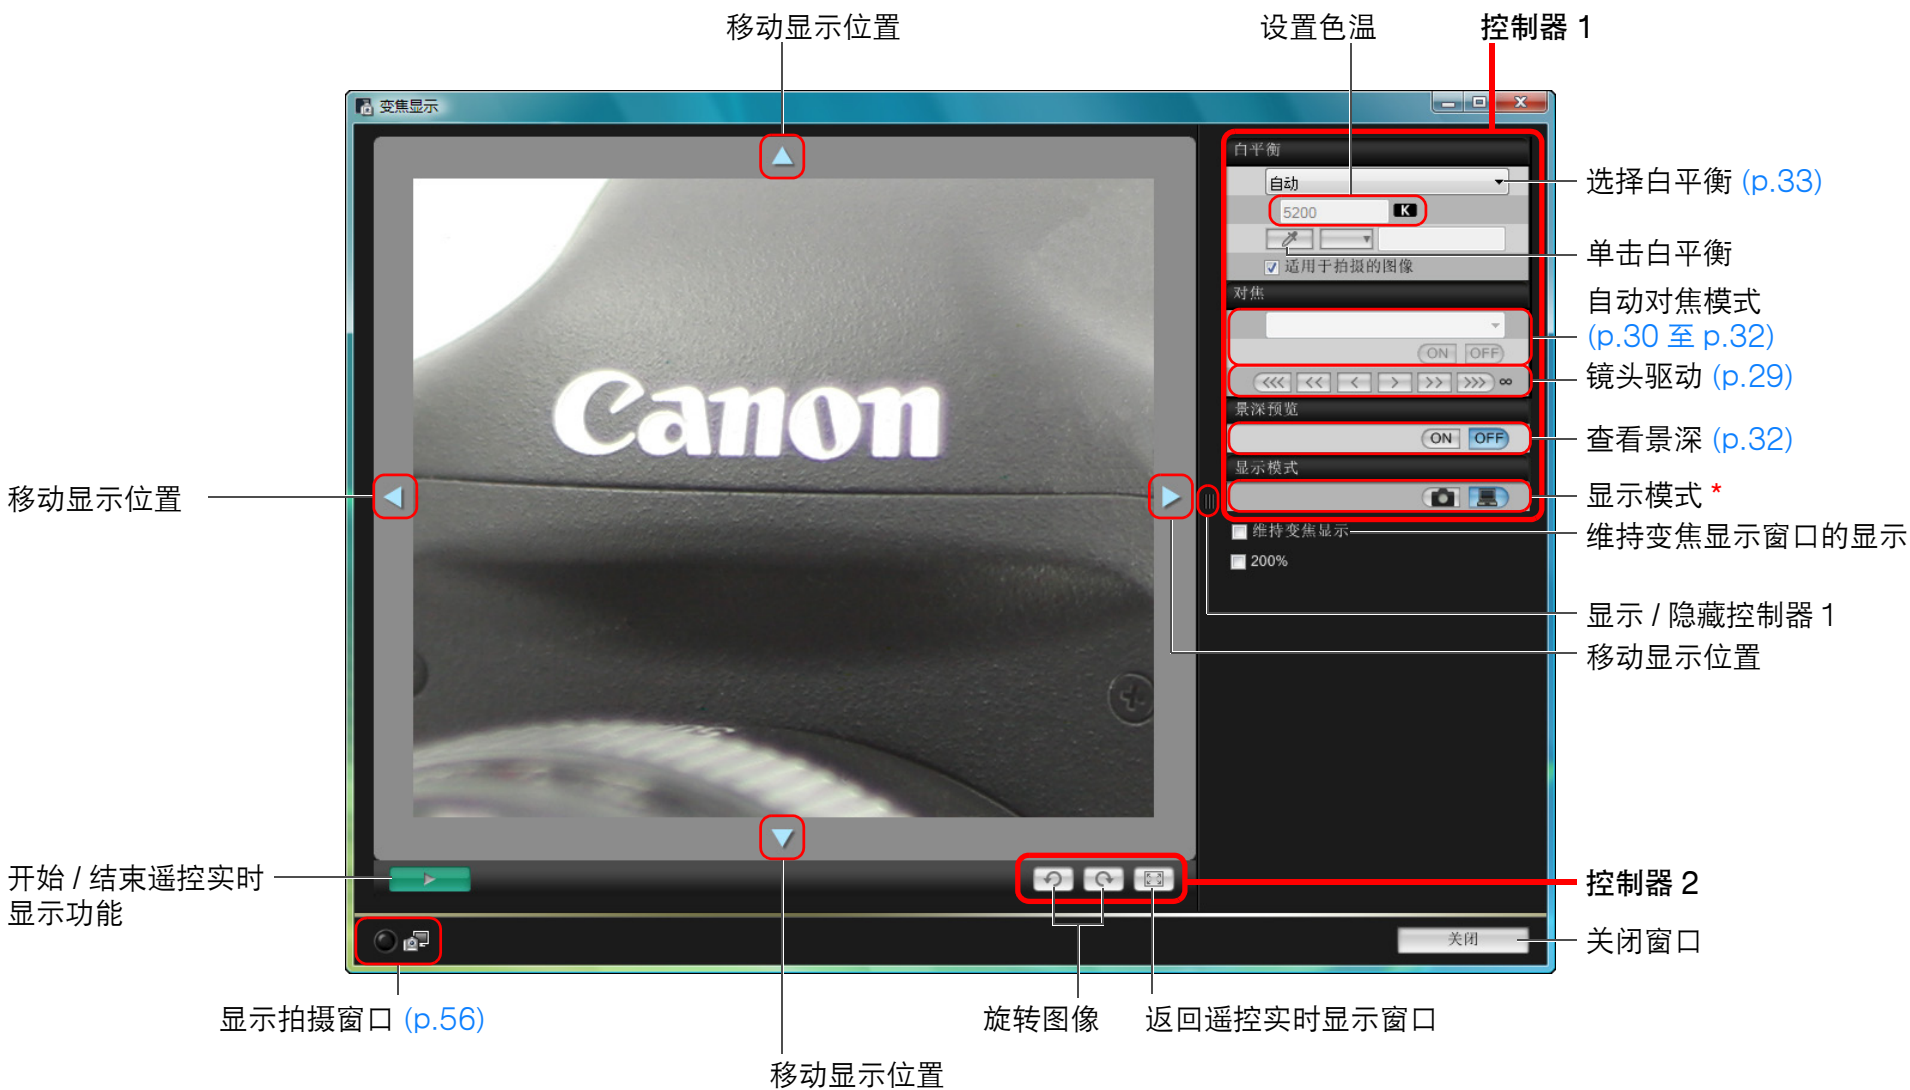 移动显示位置
设置色温
控制器 1
变焦显示
白平衡
自动
选择白平衡 (p.33)
5200 K
单击白平衡
适用于拍摄的图像
对焦
自动对焦模式
(p.30 至 p.32)
ON OFF
镜头驱动 (p.29)
<<< << < > >> >>> ∞
景深预览
ON OFF
查看景深 (p.32)
显示模式
显示模式 *
维持变焦显示
维持变焦显示窗口的显示
200%
Canon
移动显示位置
显示 / 隐藏控制器 1
移动显示位置
开始 / 结束遥控实时
显示功能
控制器 2
关闭
关闭窗口
显示拍摄窗口 (p.56)
旋转图像
返回遥控实时显示窗口
移动显示位置